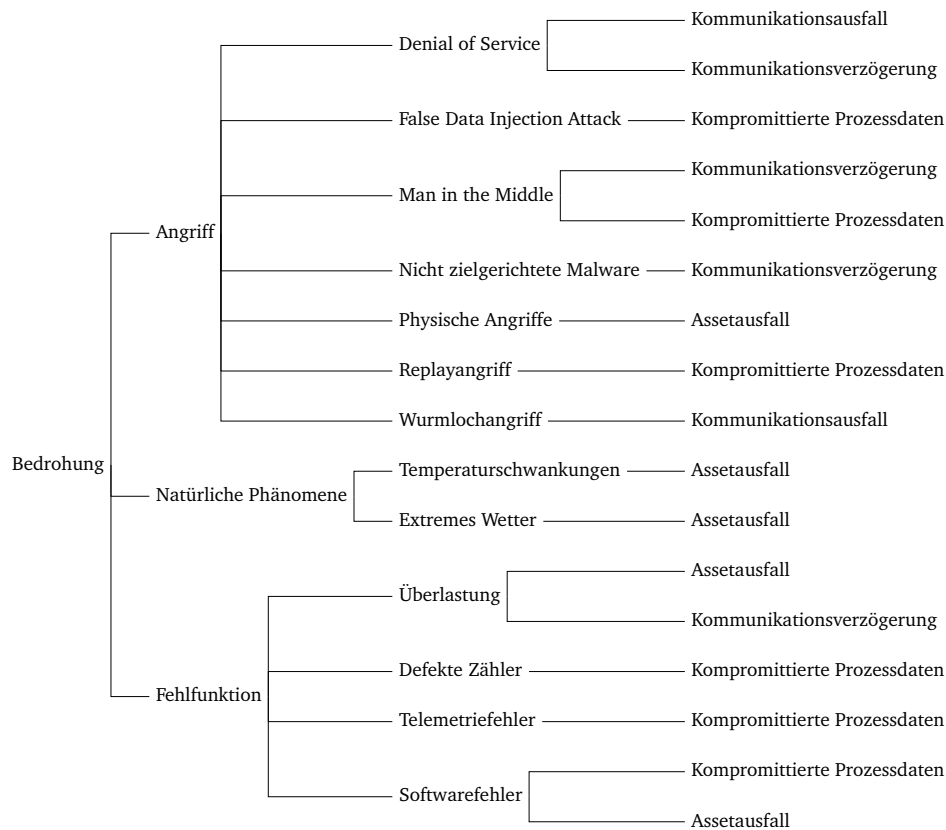 Kommunikationsausfall
Denial of Service
Kommunikationsverzögerung
False Data Injection Attack
Kompromittierte Prozessdaten
Kommunikationsverzögerung
Man in the Middle
Kompromittierte Prozessdaten
Angriff
Nicht zielgerichtete Malware
Kommunikationsverzögerung
Physische Angriffe
Assetausfall
Replayangriff
Kompromittierte Prozessdaten
Wurmlochangriff
Kommunikationsausfall
Bedrohung
Temperaturschwankungen
Assetausfall
Natürliche Phänomene
Extremes Wetter
Assetausfall
Assetausfall
Überlastung
Kommunikationsverzögerung
Defekte Zähler
Kompromittierte Prozessdaten
Fehlfunktion
Telemetriefehler
Kompromittierte Prozessdaten
Kompromittierte Prozessdaten
Softwarefehler
Assetausfall